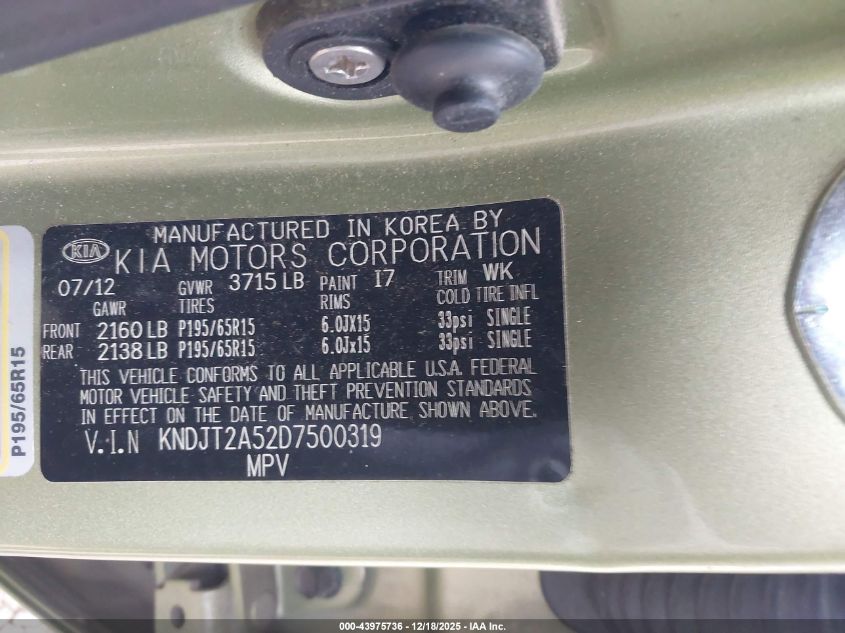 MANUFACTURED IN KOREA BY
KIA KIA MOTORS CORPORATION
07/12 GVWR 3715 LB PAINT I7 TRIM WK
GAWR TIRES RIMS COLD TIRE INFL
FRONT 2160 LB P195/65R15 6.0JX15 33psi SINGLE
REAR 2138 LB P195/65R15 6.0Jx15 33psi SINGLE
THIS VEHICLE CONFORMS TO ALL APPLICABLE U.S.A. FEDERAL
MOTOR VEHICLE SAFETY AND THEFT PREVENTION STANDARDS
IN EFFECT ON THE DATE OF MANUFACTURE, SHOWN ABOVE.
V.I.N KNDJT2A52D7500319
MPV
P195/65R15
000-43975736 - 12/18/2025 - IAA Inc.